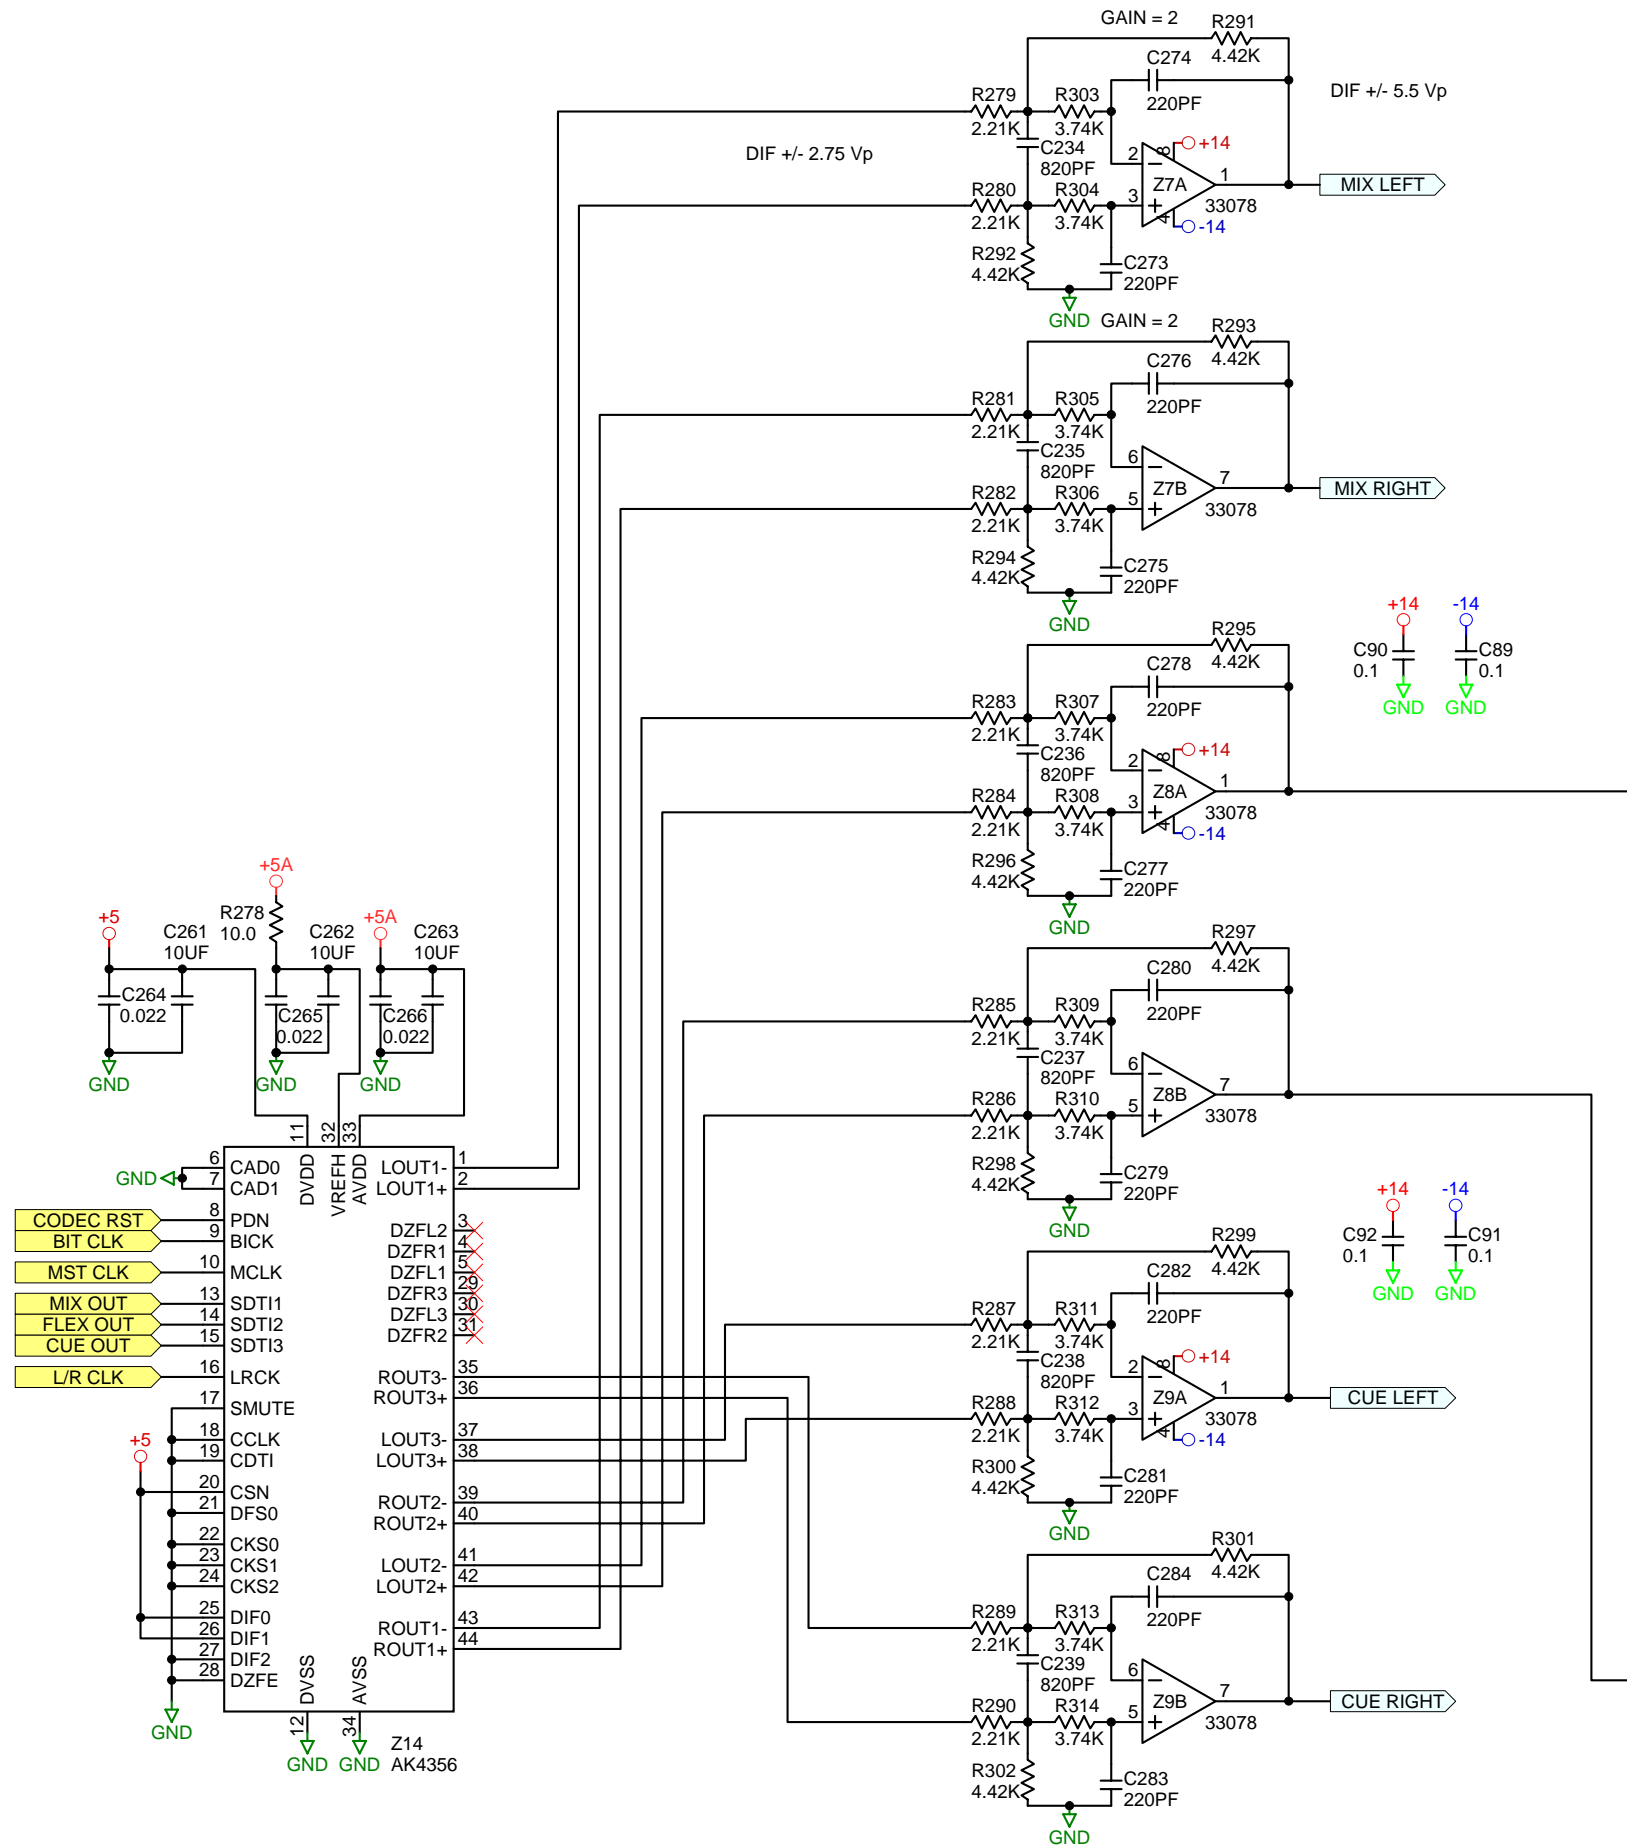 GAIN = 2
R291
4.42K
C274
220PF
DIF +/- 5.5 Vp
R279
2.21K
R303
3.74K
DIF +/- 2.75 Vp
C234
820PF
+14
8
2
Z7A
1
MIX LEFT
R280
2.21K
R304
3.74K
3
4
33078
-14
R292
4.42K
C273
220PF
GND
GAIN = 2
R293
4.42K
C276
220PF
R281
2.21K
R305
3.74K
C235
820PF
6
Z7B
7
MIX RIGHT
R282
2.21K
R306
3.74K
5
33078
R294
4.42K
C275
220PF
GND
+14
-14
C90
0.1
C89
0.1
GND
GND
R295
4.42K
C278
220PF
R283
2.21K
R307
3.74K
C236
820PF
+14
8
2
Z8A
1
R284
2.21K
R308
3.74K
3
4
33078
-14
R296
4.42K
C277
220PF
GND
+5
C261
10UF
+5A
R278
10.0
C262
10UF
+5A
C263
10UF
C264
0.022
C265
0.022
C266
0.022
GND
GND
GND
R297
4.42K
C280
220PF
R285
2.21K
R309
3.74K
C237
820PF
6
Z8B
7
R286
2.21K
R310
3.74K
5
33078
R298
4.42K
C279
220PF
GND
11
32
33
DVDD
VREFH
AVDD
GND
6
CAD0
7
CAD1
CODEC RST
8
PDN
BIT CLK
9
BICK
MST CLK
10
MCLK
MIX OUT
13
SDTI1
FLEX OUT
14
SDTI2
CUE OUT
15
SDTI3
L/R CLK
16
LRCK
17
SMUTE
18
CCLK
19
CDTI
+5
20
CSN
21
DFS0
22
CKS0
23
CKS1
24
CKS2
25
DIF0
26
DIF1
27
DIF2
28
DZFE
GND
LOUT1-
1
LOUT1+
2
DZFL2
3
DZFR1
4
DZFL1
5
DZFR3
29
DZFL3
30
DZFR2
31
ROUT3-
35
ROUT3+
36
LOUT3-
37
LOUT3+
38
ROUT2-
39
ROUT2+
40
LOUT2-
41
LOUT2+
42
ROUT1-
43
ROUT1+
44
DVSS
AVSS
12
34
GND
GND
Z14
AK4356
+14
-14
C92
0.1
C91
0.1
GND
GND
R299
4.42K
C282
220PF
R287
2.21K
R311
3.74K
C238
820PF
+14
8
2
Z9A
1
CUE LEFT
R288
2.21K
R312
3.74K
3
4
33078
-14
R300
4.42K
C281
220PF
GND
R301
4.42K
C284
220PF
R289
2.21K
R313
3.74K
C239
820PF
6
Z9B
7
CUE RIGHT
R290
2.21K
R314
3.74K
5
33078
R302
4.42K
C283
220PF
GND